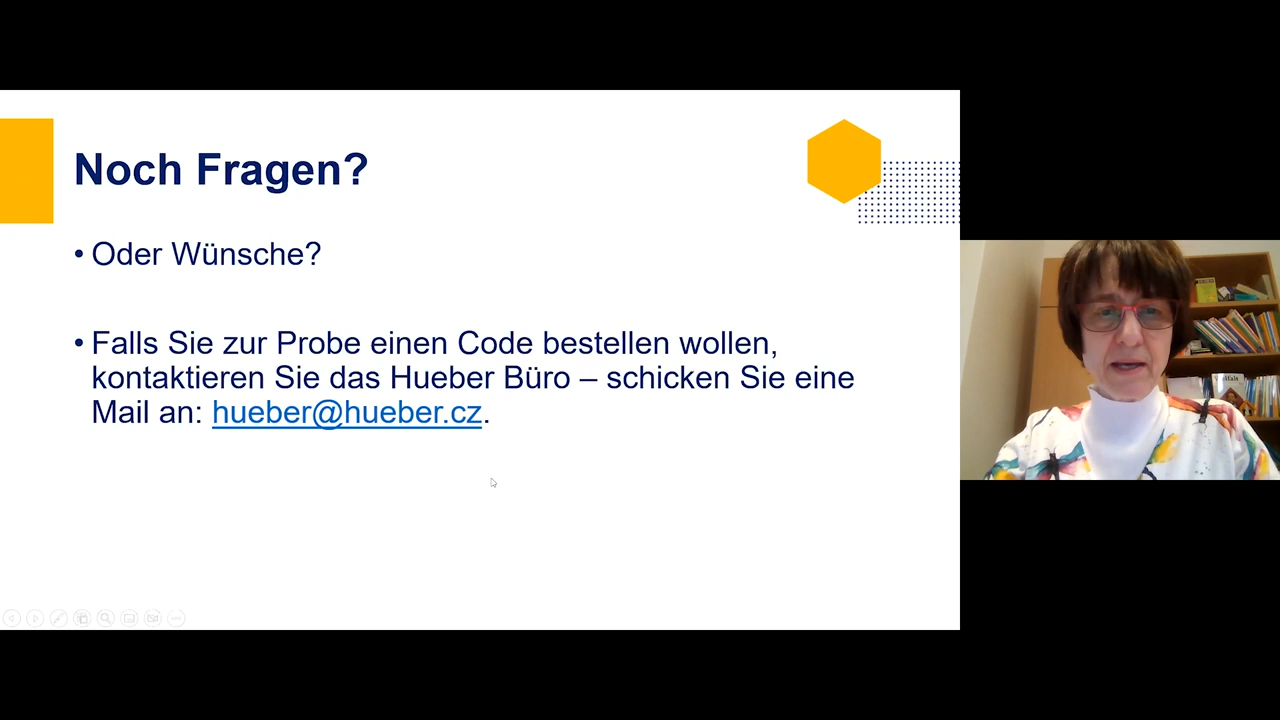 Noch Fragen?
• Oder Wünsche?
• Falls Sie zur Probe einen Code bestellen wollen,
kontaktieren Sie das Hueber Büro – schicken Sie eine
Mail an: hueber@hueber.cz.